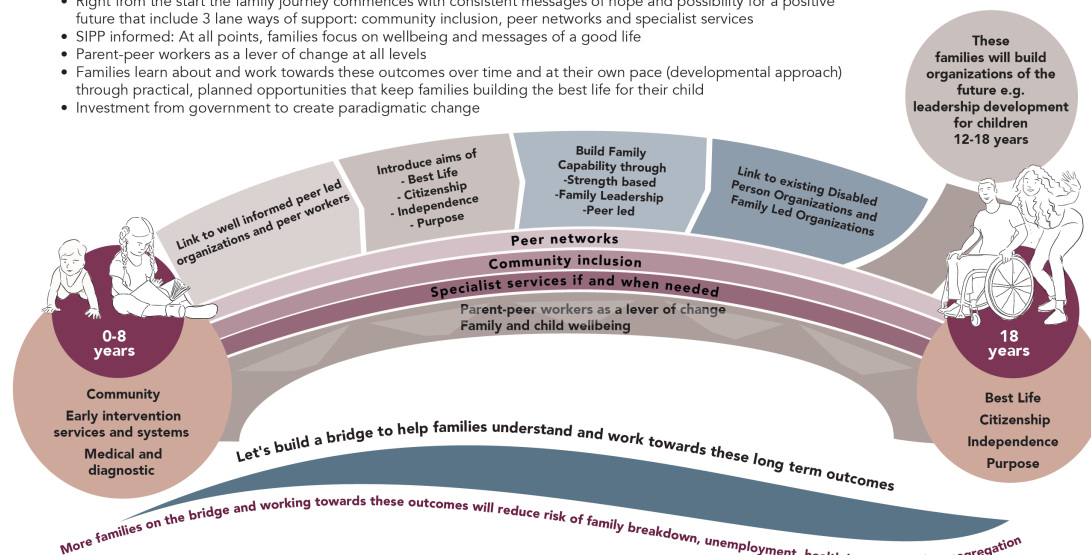 • Right from the start the family journey commences with consistent messages of hope and possibility for a positive
future that include 3 lane ways of support: community inclusion, peer networks and specialist services
• SIPP informed: At all points, families focus on wellbeing and messages of a good life
• Parent-peer workers as a lever of change at all levels
• Families learn about and work towards these outcomes over time and at their own pace (developmental approach)
through practical, planned opportunities that keep families building the best life for their child
• Investment from government to create paradigmatic change
These
families will build
organizations of the
future e.g.
leadership development
for children
12-18 years
Link to well informed peer led
organizations and peer workers
Introduce aims of
- Best Life
- Citizenship
- Independence
- Purpose
Build Family
Capability through
-Strength based
-Family Leadership
-Peer led
Link to existing Disabled
Person Organizations and
Family Led Organizations
Peer networks
Community inclusion
Specialist services if and when needed
Parent-peer workers as a lever of change
Family and child wellbeing
0-8
years
Community
Early intervention
services and systems
Medical and
diagnostic
18
years
Best Life
Citizenship
Independence
Purpose
Let's build a bridge to help families understand and work towards these long term outcomes
More families on the bridge and working towards these outcomes will reduce risk of family breakdown, unemployment,